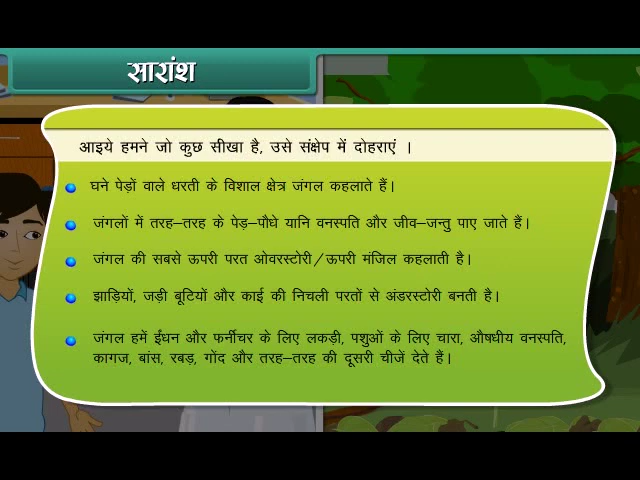 सारांश
आइये हमने जो कुछ सीखा है, उसे संक्षेप में दोहराएं ।
घने पेड़ों वाले धरती के विशाल क्षेत्र जंगल कहलाते हैं।
जंगलों में तरह–तरह के पेड़–पौघे यानि वनस्पति और जीव–जन्तु पाए जाते हैं।
जंगल की सबसे ऊपरी परत ओवरस्टोरी/ऊपरी मंजिल कहलाती है।
झाड़ियों, जड़ी बूटियों और काई की निचली परतों से अंडरस्टोरी बनती है।
जंगल हमें ईंधन और फर्नीचर के लिए लकड़ी, पशुओं के लिए चारा, औषधीय वनस्पति,
कागज, बांस, रबड़, गोंद और तरह–तरह की दूसरी चीजें देते हैं।